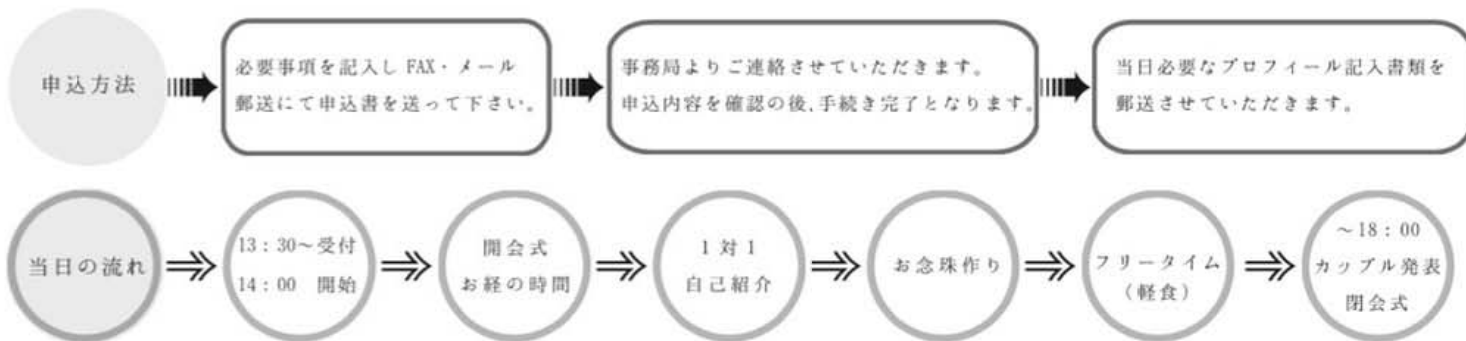 申込方法
必要事項を記入し FAX・メール
郵送にて申込書を送って下さい。
事務局よりご連絡させていただきます。
申込内容を確認の後,手続き完了となります。
当日必要なプロフィール記入書類を
郵送させていただきます。
当日の流れ
13：30～受付
14：00　開始
開会式
お経の時間
1 対 1
自己紹介
お念珠作り
フリータイム
（軽食）
～18：00
カップル発表
閉会式